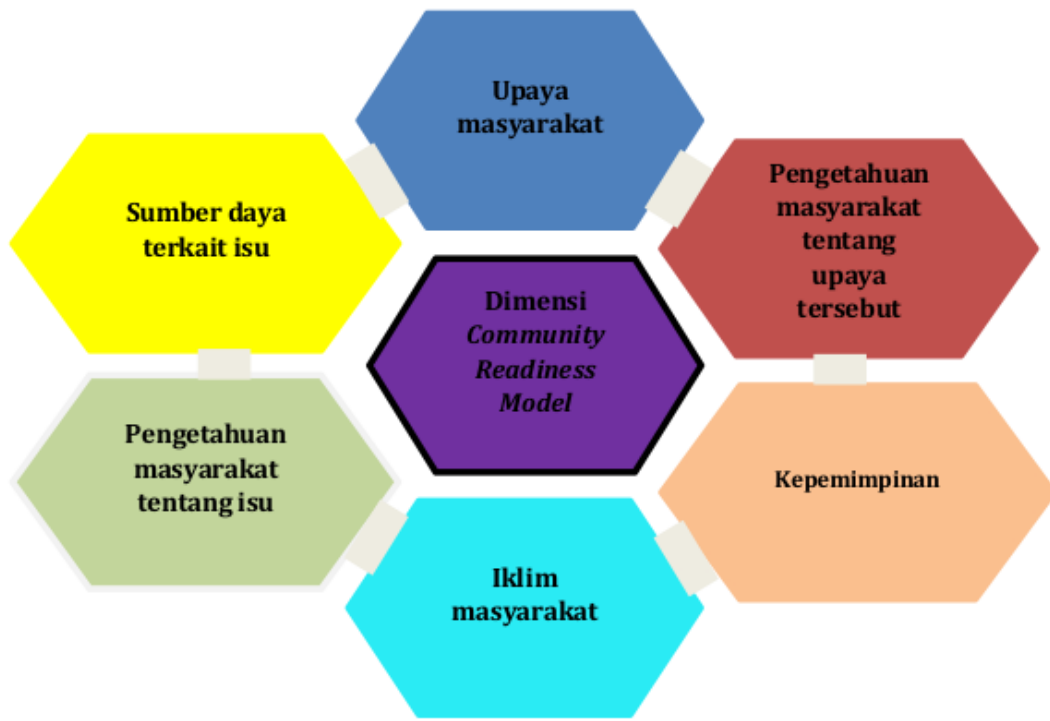 Upaya
masyarakat
Pengetahuan
masyarakat
tentang
upaya
tersebut
Sumber daya
terkait isu
Dimensi
Community
Readiness
Model
Pengetahuan
masyarakat
tentang isu
Kepemimpinan
Iklim
masyarakat